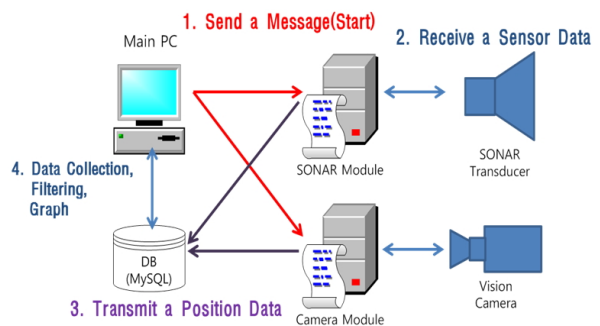 1. Send a Message(Start)
Main PC
2. Receive a Sensor Data
SONAR Module
SONAR
Transducer
4. Data Collection,
Filtering,
Graph
DB
(MySQL)
3. Transmit a Position Data
Camera Module
Vision
Camera